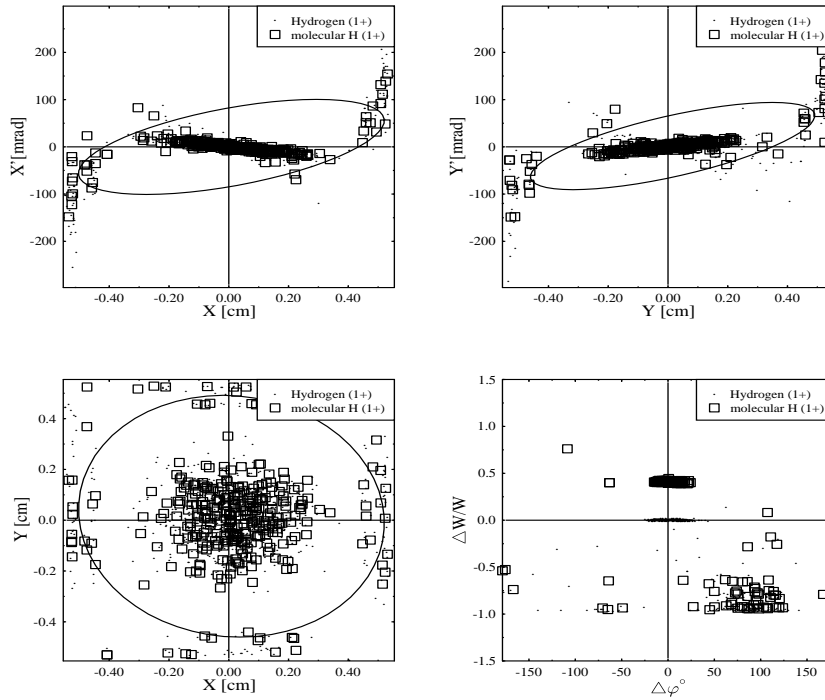 Hydrogen (1+)
molecular H (1+)
200
100
0
-100
-200
X'[mrad]
-0.40
-0.20
0.00
0.20
0.40
X [cm]
Hydrogen (1+)
molecular H (1+)
200
100
0
-100
-200
Y'[mrad]
-0.40
-0.20
0.00
0.20
0.40
Y [cm]
Hydrogen (1+)
molecular H (1+)
0.4
0.2
0.0
-0.2
-0.4
Y [cm]
-0.40
-0.20
0.00
0.20
0.40
X [cm]
Hydrogen (1+)
molecular H (1+)
1.5
1.0
0.5
0.0
-0.5
-1.0
-1.5
△W/W
-150
-100
-50
0
50
100
150
△φ°